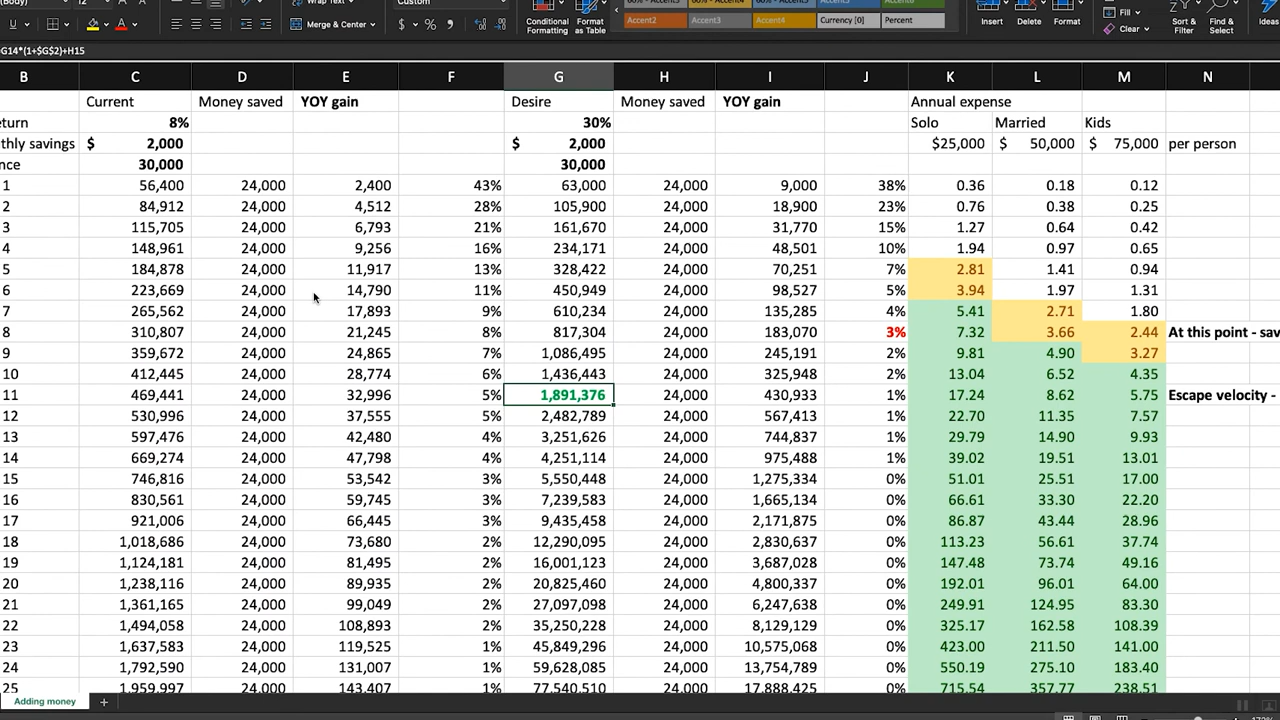 Wrap Text
Custom
Merge & Center
$ % 
Conditional Formatting
Format as Table
Accent2 Accent3 Accent4 Currency [0] Percent
Insert Delete Format
Fill
Clear
Sort & Filter
Find & Select
Ideas
G14*(1+$G$2)+H15
B C D E F G H I J K L M N
Current Money saved YOY gain Desire Money saved YOY gain Annual expense
eturn 8% 30% Solo Married Kids
thly savings $ 2,000 $ 2,000 $25,000 $ 50,000 $ 75,000 per person
nce 30,000 30,000
1 56,400 24,000 2,400 43% 63,000 24,000 9,000 38% 0.36 0.18 0.12
2 84,912 24,000 4,512 28% 105,900 24,000 18,900 23% 0.76 0.38 0.25
3 115,705 24,000 6,793 21% 161,670 24,000 31,770 15% 1.27 0.64 0.42
4 148,961 24,000 9,256 16% 234,171 24,000 48,501 10% 1.94 0.97 0.65
5 184,878 24,000 11,917 13% 328,422 24,000 70,251 7% 2.81 1.41 0.94
6 223,669 24,000 14,790 11% 450,949 24,000 98,527 5% 3.94 1.97 1.31
7 265,562 24,000 17,893 9% 610,234 24,000 135,285 4% 5.41 2.71 1.80
8 310,807 24,000 21,245 8% 817,304 24,000 183,070 3% 7.32 3.66 2.44 At this point - sav
9 359,672 24,000 24,865 7% 1,086,495 24,000 245,191 2% 9.81 4.90 3.27
10 412,445 24,000 28,774 6% 1,436,443 24,000 325,948 2% 13.04 6.52 4.35
11 469,441 24,000 32,996 5% 1,891,376 24,000 430,933 1% 17.24 8.62 5.75 Escape velocity -
12 530,996 24,000 37,555 5% 2,482,789 24,000 567,413 1% 22.70 11.35 7.57
13 597,476 24,000 42,480 4% 3,251,626 24,000 744,837 1% 29.79 14.90 9.93
14 669,274 24,000 47,798 4% 4,251,114 24,000 975,488 1% 39.02 19.51 13.01
15 746,816 24,000 53,542 3% 5,550,448 24,000 1,275,334 0% 51.01 25.51 17.00
16 830,561 24,000 59,745 3% 7,239,583 24,000 1,665,134 0% 66.61 33.30 22.20
17 921,006 24,000 66,445 3% 9,435,458 24,000 2,171,875 0% 86.87 43.44 28.96
18 1,018,686 24,000 73,680 2% 12,290,095 24,000 2,830,637 0% 113.23 56.61 37.74
19 1,124,181 24,000 81,495 2% 16,001,123 24,000 3,687,028 0% 147.48 73.74 49.16
20 1,238,116 24,000 89,935 2% 20,825,460 24,000 4,800,337 0% 192.01 96.01 64.00
21 1,361,165 24,000 99,049 2% 27,097,098 24,000 6,247,638 0% 249.91 124.95 83.30
22 1,494,058 24,000 108,893 2% 35,250,228 24,000 8,129,129 0% 325.17 162.58 108.39
23 1,637,583 24,000 119,525 1% 45,849,296 24,000 10,575,068 0% 423.00 211.50 141.00
24 1,792,590 24,000 131,007 1% 59,628,085 24,000 13,754,789 0% 550.19 275.10 183.40
25 1,959,997 24,000 143,407 1% 77,540,510 24,000 17,888,425 0% 715.54 357.77 238.51
Adding money